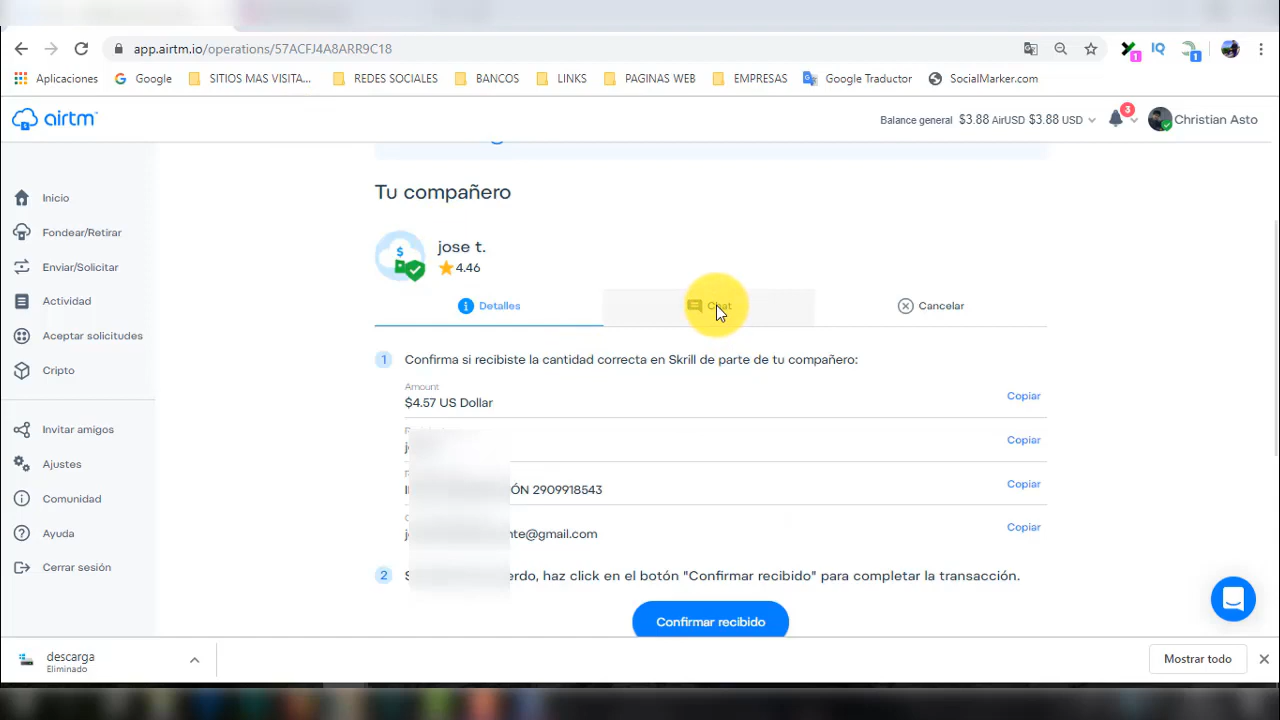 app.airtm.io/operations/57ACFJ4A8ARR9C18
Aplicaciones Google SITIOS MAS VISITA... REDES SOCIALES BANCOS LINKS PAGINAS WEB EMPRESAS Google Traductor SocialMarker.com
airtm
Balance general $3.88 AirUSD $3.88 USD 3 Christian Asto
Inicio
Fondear/Retirar
Enviar/Solicitar
Actividad
Aceptar solicitudes
Cripto
Invitar amigos
Ajustes
Comunidad
Ayuda
Cerrar sesión
Tu compañero
jose t.
4.46
Detalles Chat Cancelar
1 Confirma si recibiste la cantidad correcta en Skrill de parte de tu compañero:
Amount
$4.57 US Dollar Copiar
Copiar
2909918543 Copiar
@gmail.com Copiar
2 haz click en el botón "Confirmar recibido" para completar la transacción.
Confirmar recibido
descarga
Eliminado
Mostrar todo